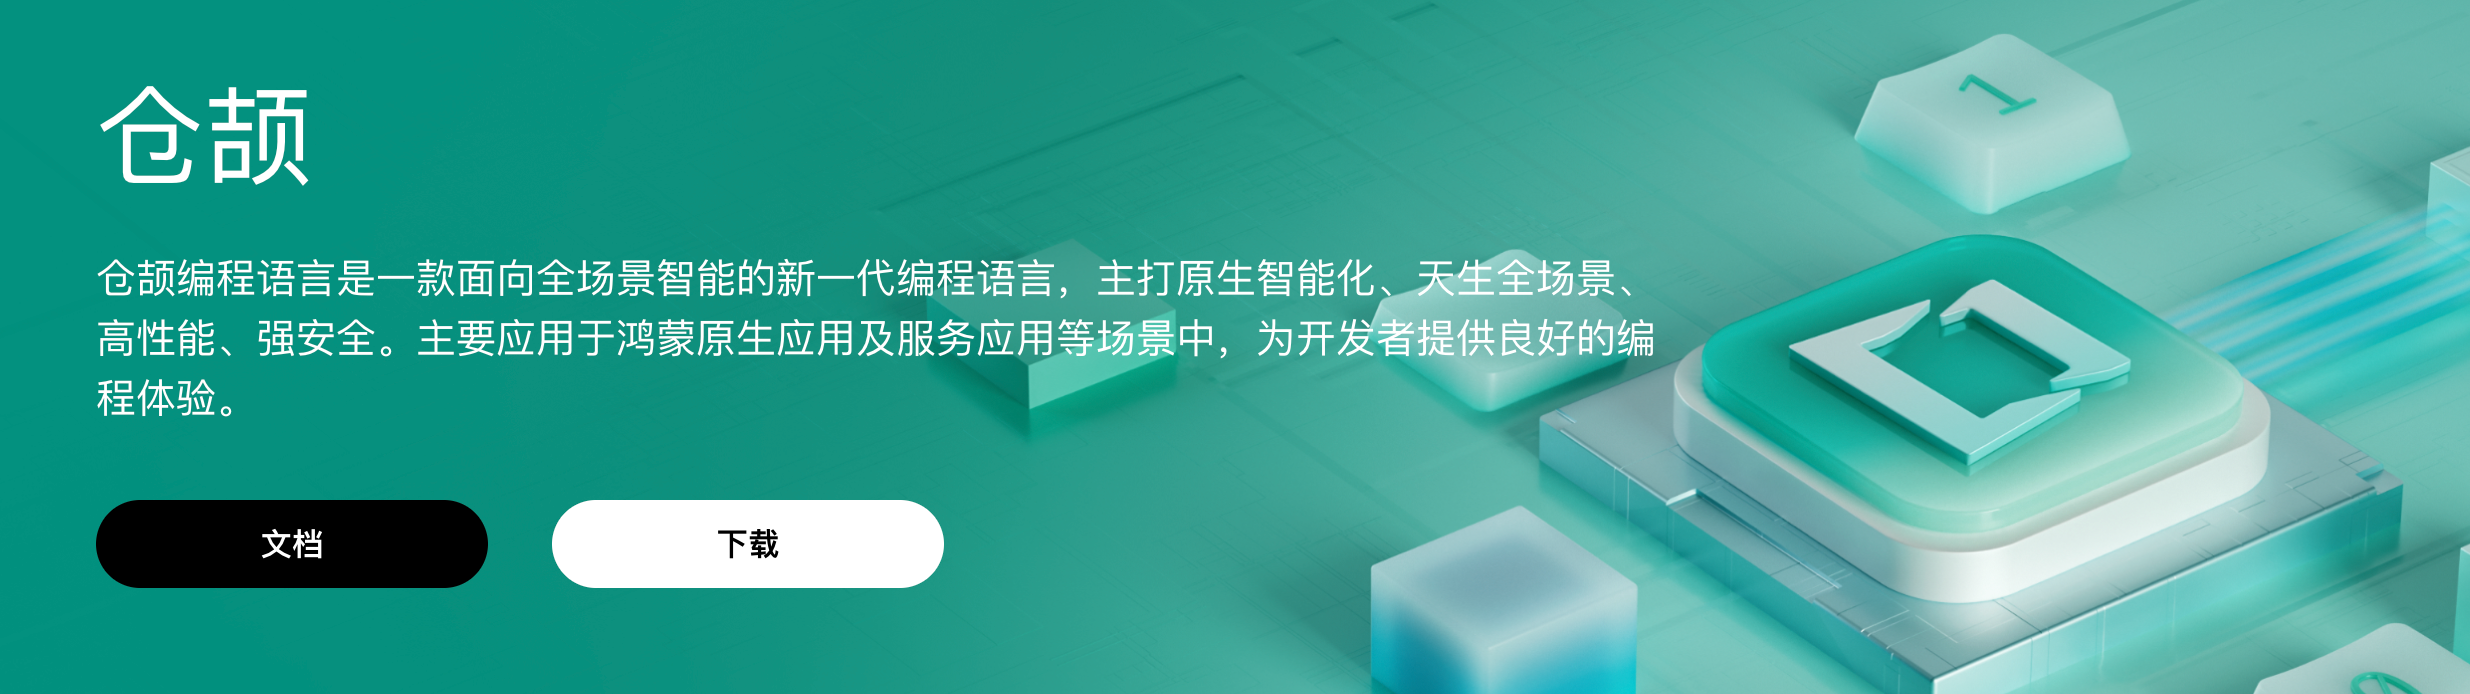 仓颉
仓颉编程语言是一款面向全场景智能的新一代编程语言，主打原生智能化、天生全场景、
高性能、强安全。主要应用于鸿蒙原生应用及服务应用等场景中，为开发者提供良好的编
程体验。
文档
下载
1